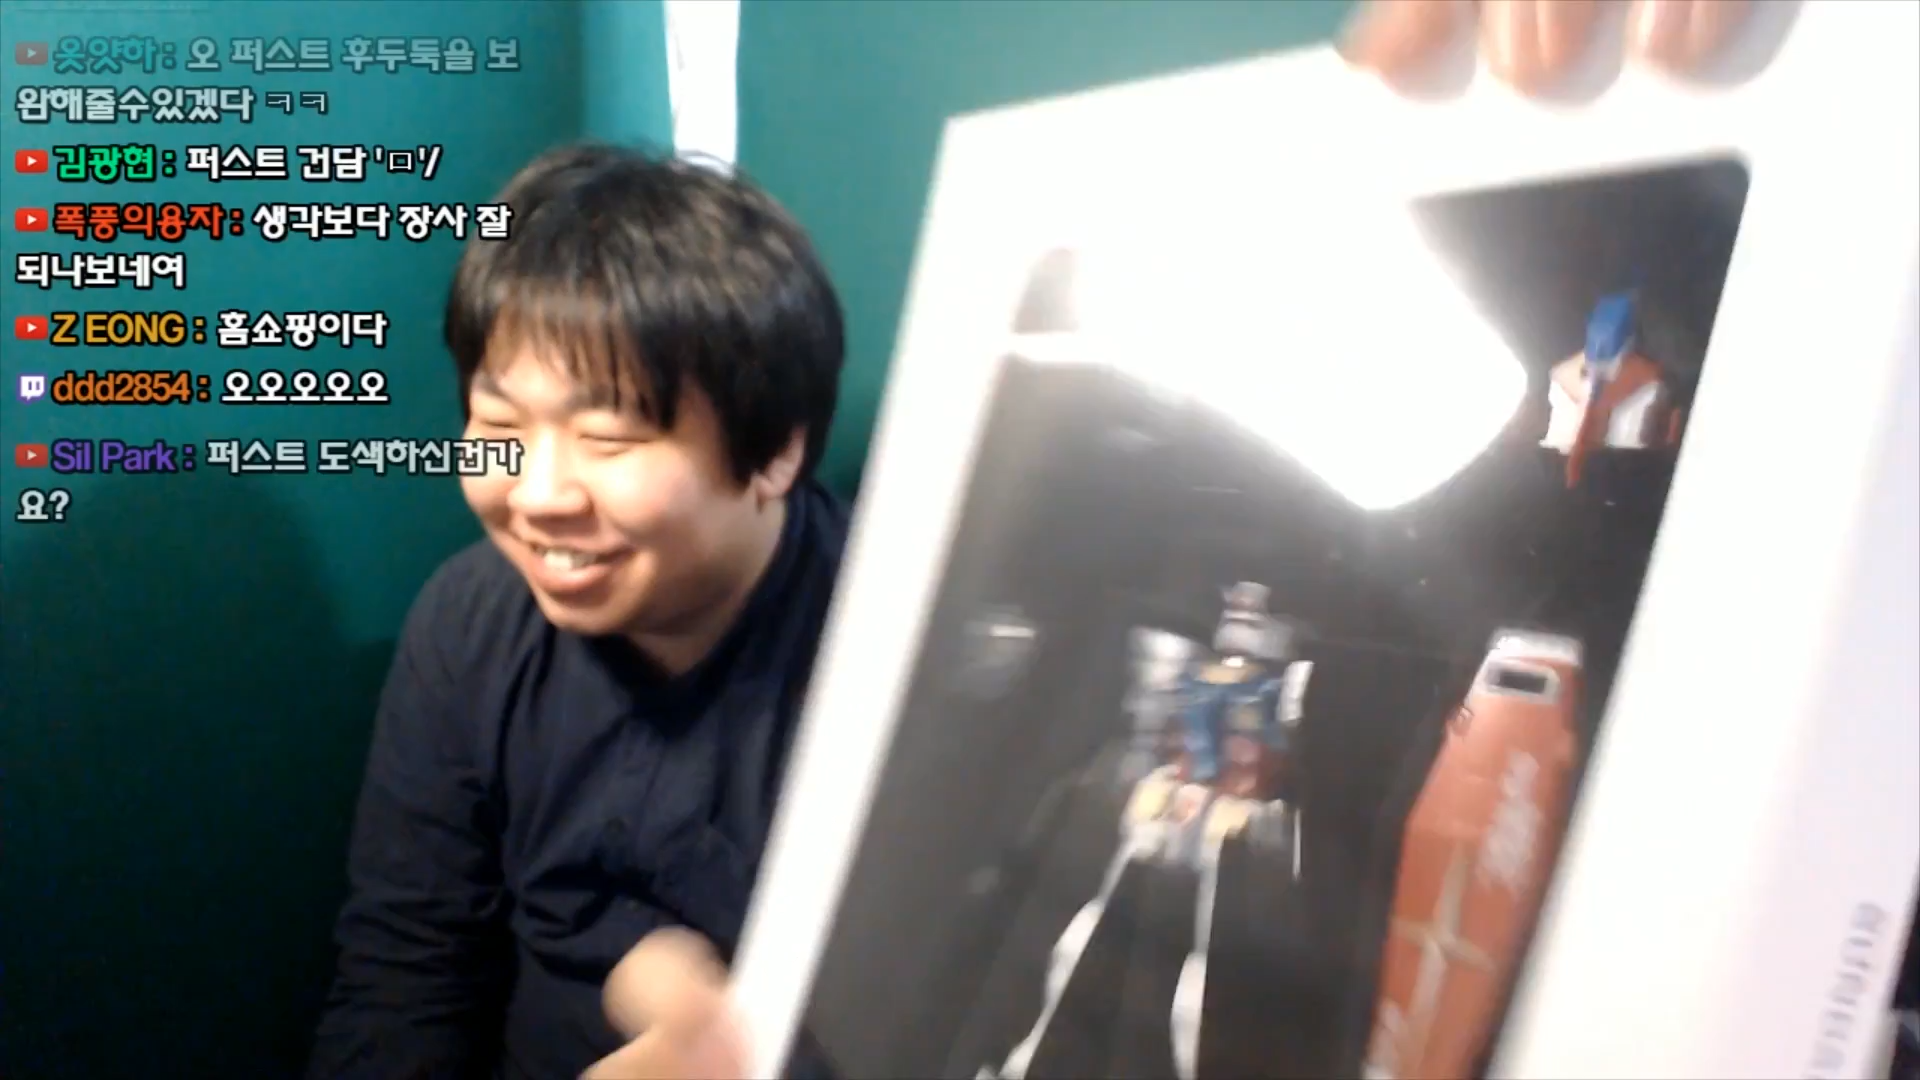 옷얏하 : 오 퍼스트 후두둑을 보
완해줄수있겠다 ㅋㅋ
김광현 : 퍼스트 건담 'ㅁ'/
폭풍의용자 : 생각보다 장사 잘
되나보네여
Z EONG : 홈쇼핑이다
ddd2854 : 오오오오오
Sil Park : 퍼스트 도색하신건가
요?